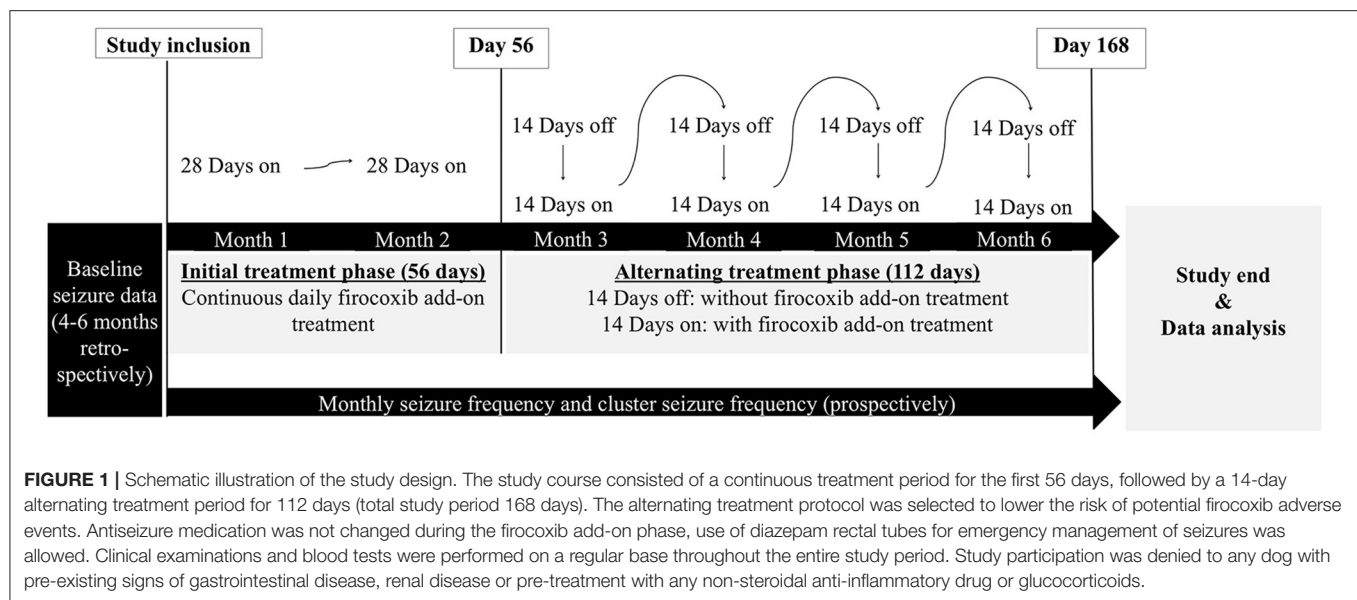 Study inclusion
Day 56
Day 168
28 Days on
28 Days on
14 Days off
14 Days on
14 Days off
14 Days on
14 Days off
14 Days on
14 Days off
14 Days on
Month 1
Month 2
Month 3
Month 4
Month 5
Month 6
Baseline
seizure data
(4-6 months
retro-
spectively)
Initial treatment phase (56 days)
Continuous daily firocoxib add-on
treatment
Alternating treatment phase (112 days)
14 Days off: without firocoxib add-on treatment
14 Days on: with firocoxib add-on treatment
Study end
&
Data analysis
Monthly seizure frequency and cluster seizure frequency (prospectively)
FIGURE 1 | Schematic illustration of the study design. The study course consisted of a continuous treatment period for the first 56 days, followed by a 14-day
alternating treatment period for 112 days (total study period 168 days). The alternating treatment protocol was selected to lower the risk of potential firocoxib adverse
events. Antiseizure medication was not changed during the firocoxib add-on phase, use of diazepam rectal tubes for emergency management of seizures was
allowed. Clinical examinations and blood tests were performed on a regular base throughout the entire study period. Study participation was denied to any dog with
pre-existing signs of gastrointestinal disease, renal disease or pre-treatment with any non-steroidal anti-inflammatory drug or glucocorticoids.